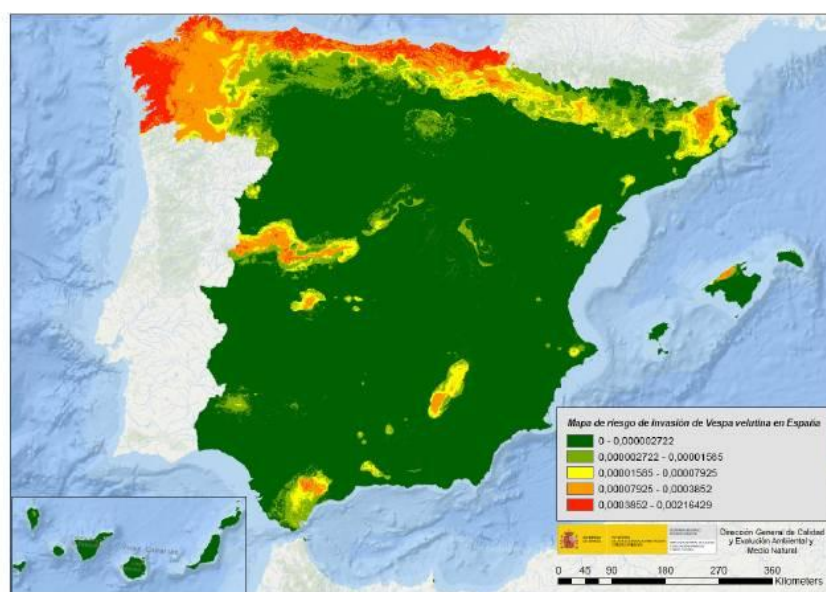 Mapa de riesgo de invasión de Vespa velutina en España
0 - 0,000002722
0,000002722 - 0,00001585
0,00001585 - 0,00007925
0,00007925 - 0,0003852
0,0003852 - 0,00216429
Dirección General de Calidad
y Evaluación Ambiental y
Medio Natural
0 45 90 180 270 360
Kilometers